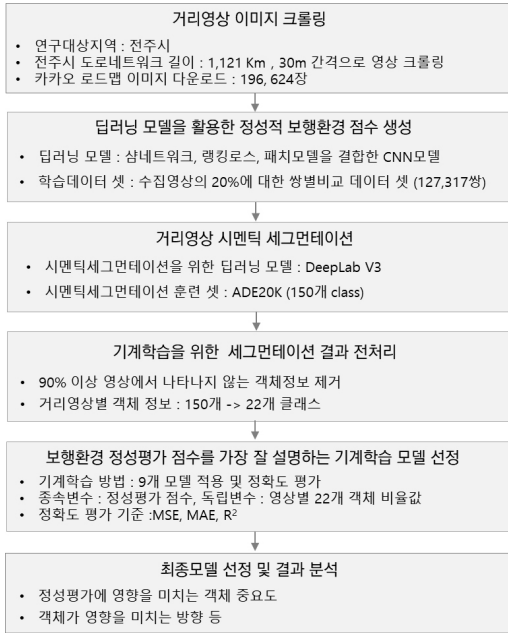 거리영상 이미지 크롤링
• 연구대상지역 : 전주시
• 전주시 도로네트워크 길이 : 1,121 Km , 30m 간격으로 영상 크롤링
• 카카오 로드맵 이미지 다운로드 : 196, 624장
딥러닝 모델을 활용한 정성적 보행환경 점수 생성
• 딥러닝 모델 : 샴네트워크, 랭킹로스, 패치모델을 결합한 CNN모델
• 학습데이터 셋 : 수집영상의 20%에 대한 쌍별비교 데이터 셋 (127,317쌍)
거리영상 시멘틱 세그먼테이션
• 시멘틱세그먼테이션을 위한 딥러닝 모델 : DeepLab V3
• 시멘틱세그먼테이션 훈련 셋 : ADE20K (150개 class)
기계학습을 위한 세그먼테이션 결과 전처리
• 90% 이상 영상에서 나타나지 않는 객체정보 제거
• 거리영상별 객체 정보 : 150개 -> 22개 클래스
보행환경 정성평가 점수를 가장 잘 설명하는 기계학습 모델 선정
• 기계학습 방법 : 9개 모델 적용 및 정확도 평가
• 종속변수 : 정성평가 점수, 독립변수 : 영상별 22개 객체 비율값
• 정확도 평가 기준 :MSE, MAE, R²
최종모델 선정 및 결과 분석
• 정성평가에 영향을 미치는 객체 중요도
• 객체가 영향을 미치는 방향 등